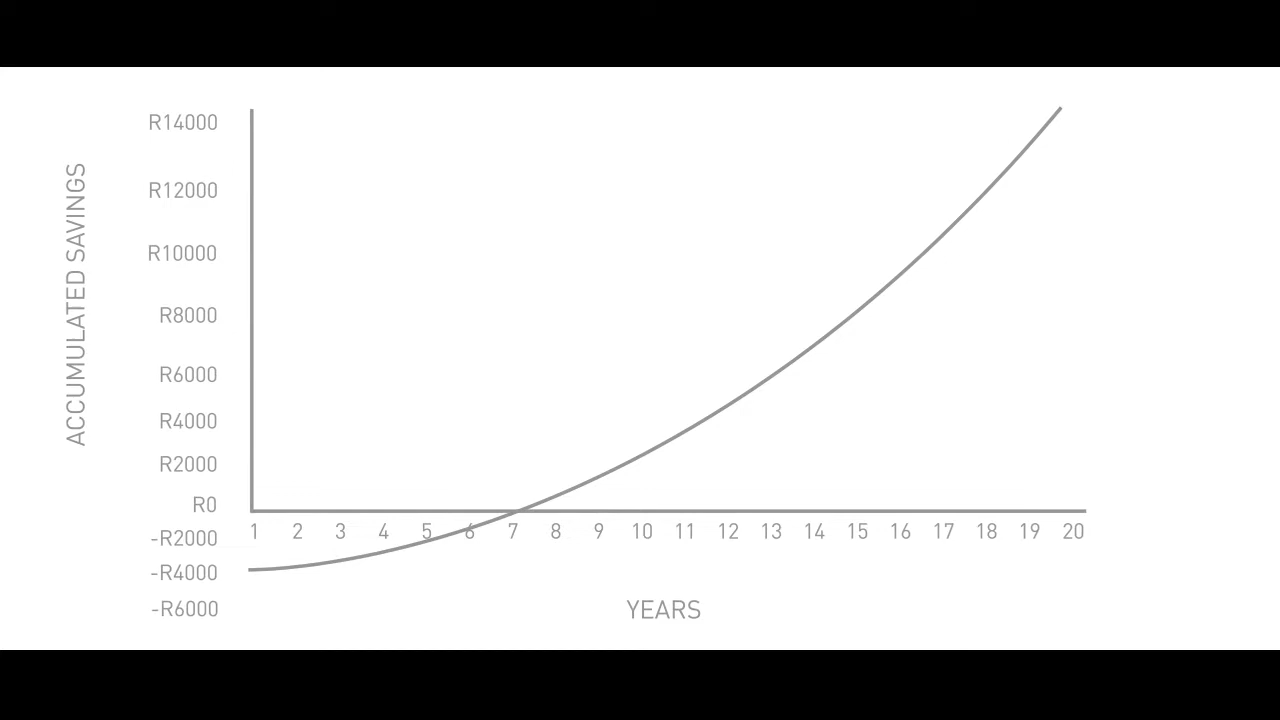 R14000
R12000
R10000
R8000
R6000
R4000
R2000
R0
-R2000
-R4000
-R6000
ACCUMULATED SAVINGS
1 2 3 4 5 6 7 8 9 10 11 12 13 14 15 16 17 18 19 20
YEARS